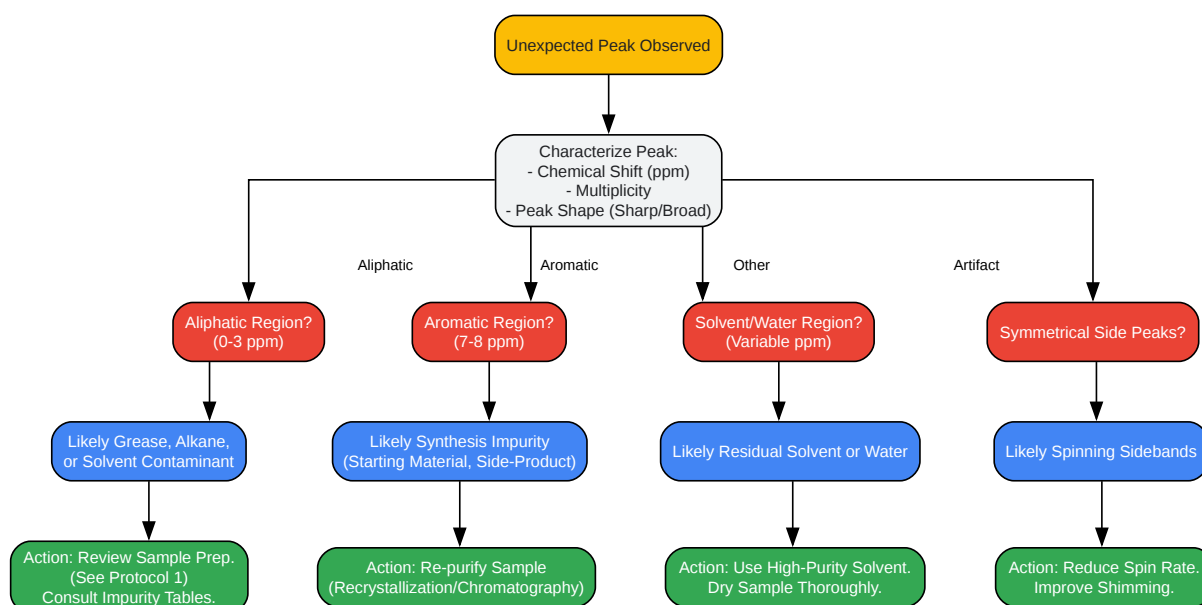 Unexpected Peak Observed
Characterize Peak:
- Chemical Shift (ppm)
- Multiplicity
- Peak Shape (Sharp/Broad)
Aliphatic
Aromatic
Other
Artifact
Aliphatic Region?
(0-3 ppm)
Aromatic Region?
(7-8 ppm)
Solvent/Water Region?
(Variable ppm)
Symmetrical Side Peaks?
Likely Grease, Alkane,
or Solvent Contaminant
Likely Synthesis Impurity
(Starting Material, Side-Product)
Likely Residual Solvent or Water
Likely Spinning Sidebands
Action: Review Sample Prep.
(See Protocol 1)
Consult Impurity Tables.
Action: Re-purify Sample
(Recrystallization/Chromatography)
Action: Use High-Purity Solvent.
Dry Sample Thoroughly.
Action: Reduce Spin Rate.
Improve Shimming.